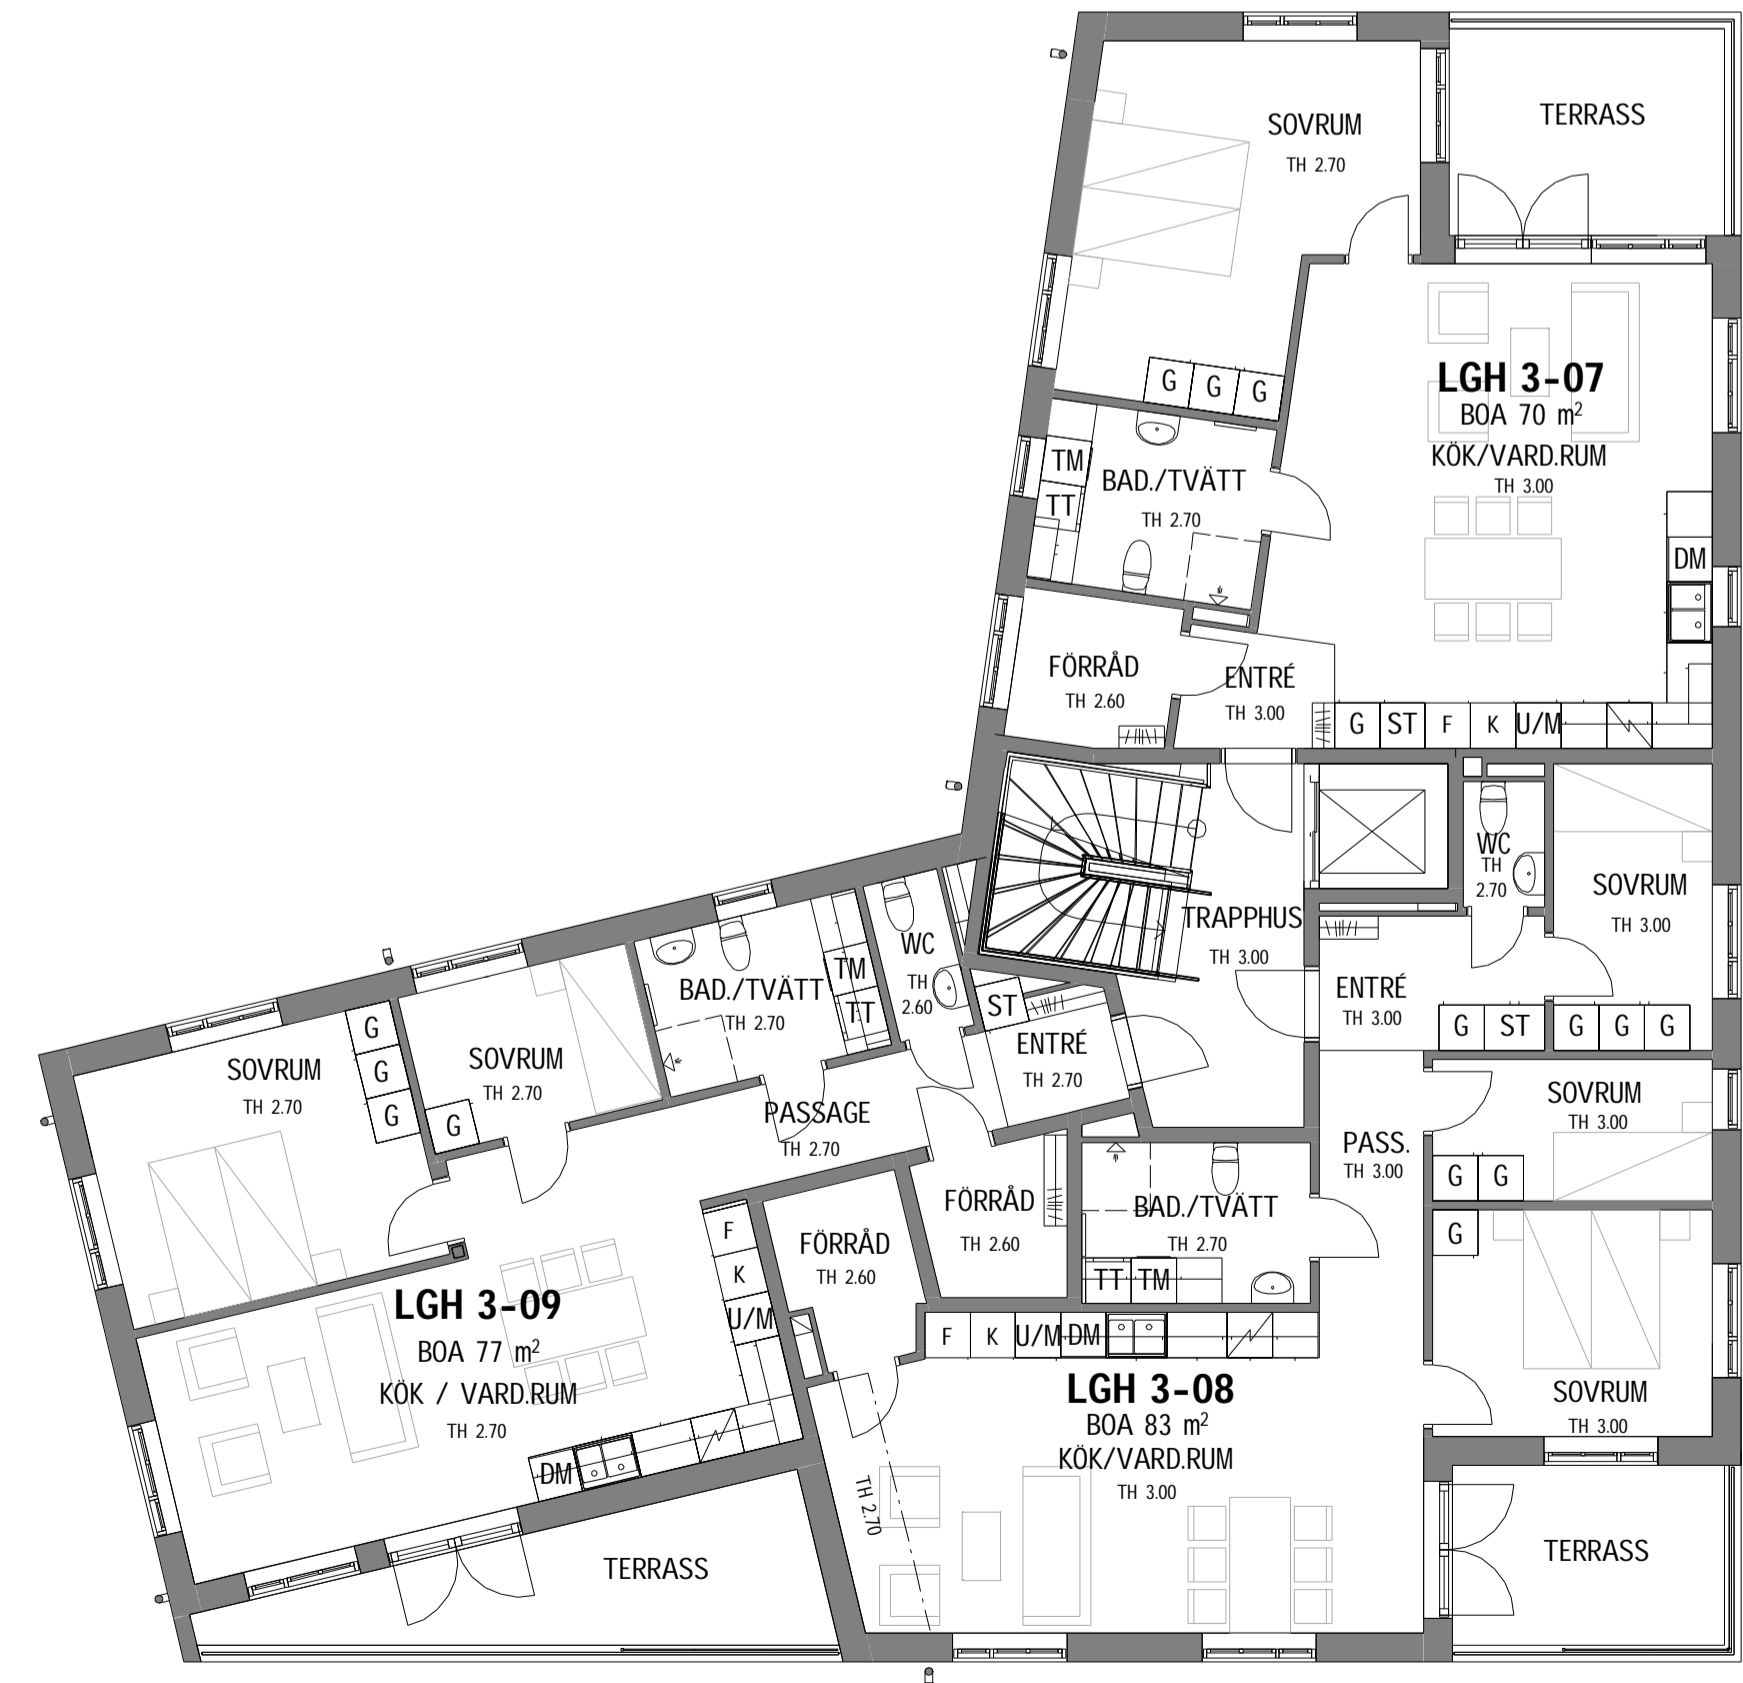 SOVRUM
TH 2.70
TERRASS
G
G
G
LGH 3-07
BOA 70 m²
KÖK/VARD.RUM
TH 3.00
TM
TT
BAD./TVÄTT
TH 2.70
DM
FÖRRÅD
TH 2.60
ENTRÉ
TH 3.00
G
ST
F
K
U/M
TRAPPHUS
TH 3.00
WC
TH
2.70
SOVRUM
TH 3.00
ENTRÉ
TH 3.00
G
ST
G
G
G
SOVRUM
TH 3.00
G
G
PASS.
TH 3.00
G
SOVRUM
TH 3.00
BAD./TVÄTT
TH 2.70
TT
TM
FÖRRÅD
TH 2.60
F
K
U/M
DM
LGH 3-08
BOA 83 m²
KÖK/VARD.RUM
TH 3.00
TH 2.70
TERRASS
WC
TH
2.60
ST
ENTRÉ
TH 2.70
BAD./TVÄTT
TH 2.70
TM
TT
PASSAGE
TH 2.70
SOVRUM
TH 2.70
G
SOVRUM
TH 2.70
G
G
G
FÖRRÅD
TH 2.60
F
K
U/M
LGH 3-09
BOA 77 m²
KÖK / VARD.RUM
TH 2.70
DM
TERRASS